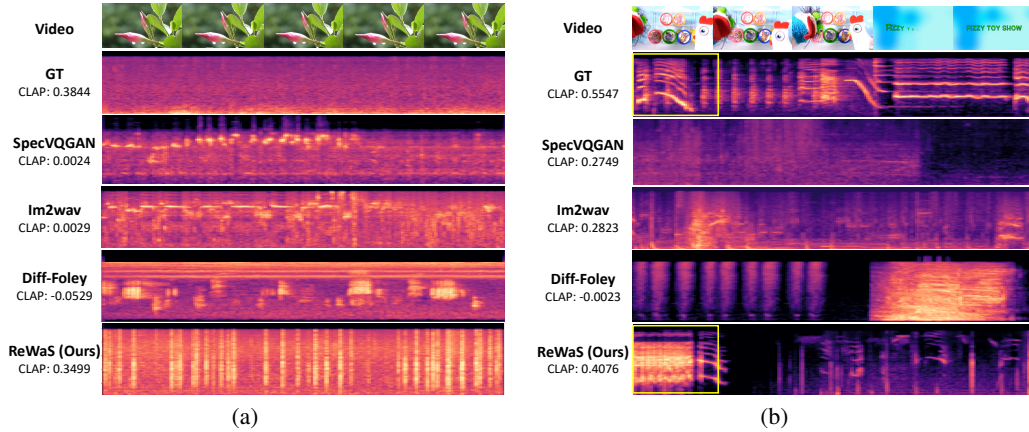 Video
GT
CLAP: 0.3844
SpecVQGAN
CLAP: 0.0024
Im2wav
CLAP: 0.0029
Diff-Foley
CLAP: -0.0529
ReWaS (Ours)
CLAP: 0.3499
(a)
Video
RIZZY
RIZZY TOY SHOW
GT
CLAP: 0.5547
SpecVQGAN
CLAP: 0.2749
Im2wav
CLAP: 0.2823
Diff-Foley
CLAP: -0.0023
ReWaS (Ours)
CLAP: 0.4076
(b)